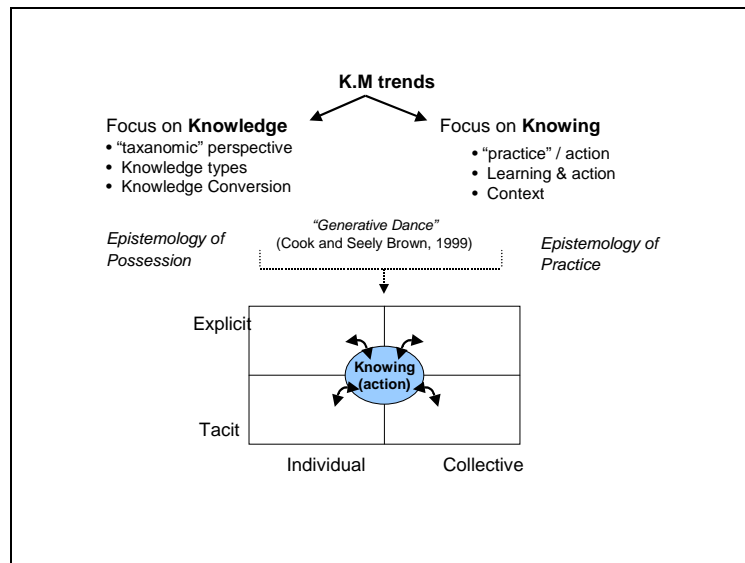 K.M trends
Focus on Knowledge
• “taxanomic” perspective
• Knowledge types
• Knowledge Conversion
Focus on Knowing
• “practice” / action
• Learning & action
• Context
“Generative Dance”
(Cook and Seely Brown, 1999)
Epistemology of
Possession
Epistemology of
Practice
Explicit
Knowing
(action)
Tacit
Individual
Collective